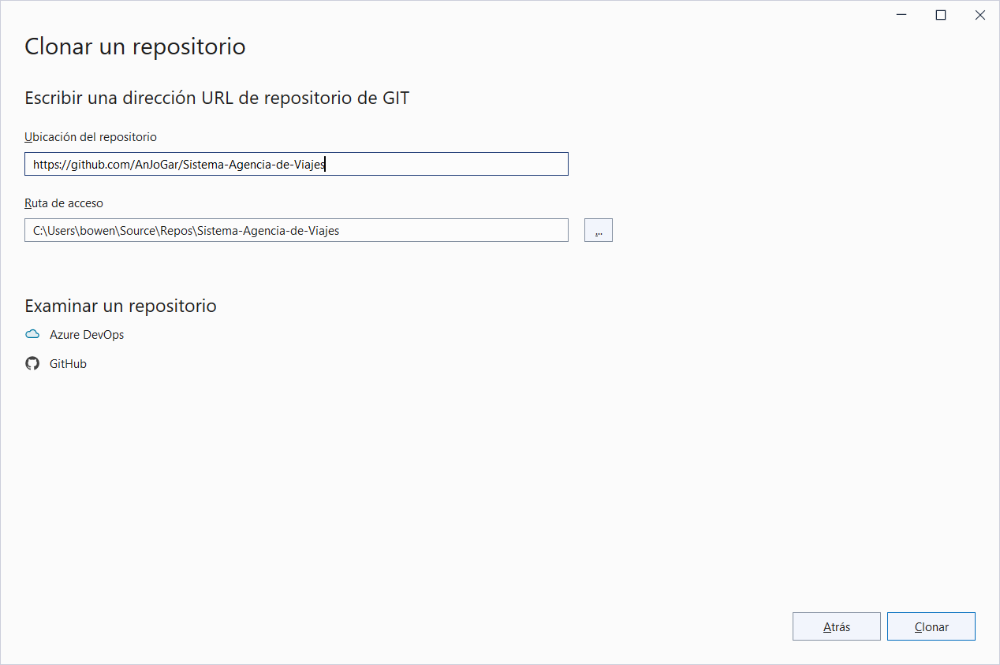 Clonar un repositorio
Escribir una dirección URL de repositorio de GIT
Ubicación del repositorio
https://github.com/AnJoGar/Sistema-Agencia-de-Viajes
Ruta de acceso
C:\Users\bowen\Source\Repos\Sistema-Agencia-de-Viajes
...
Examinar un repositorio
Azure DevOps
GitHub
Atrás
Clonar